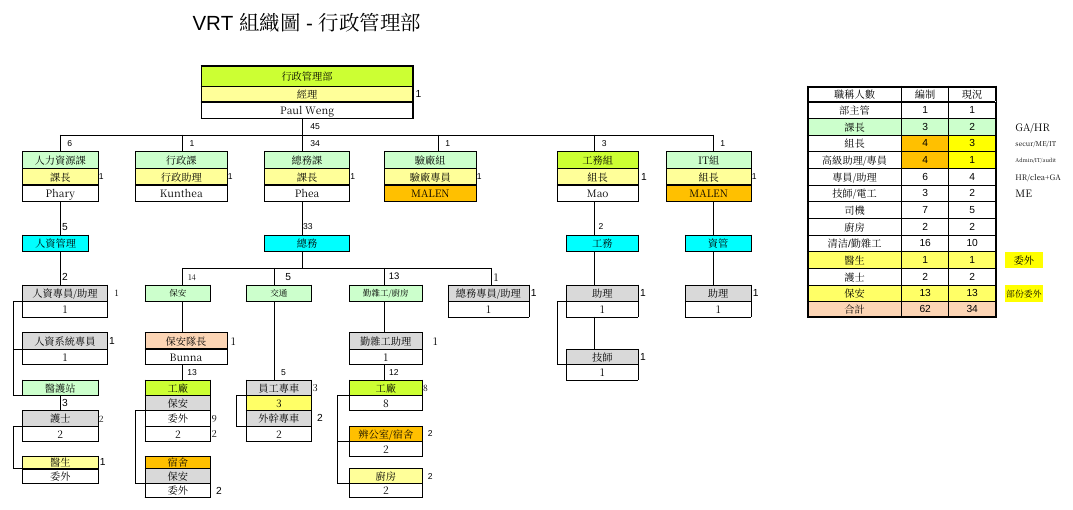 VRT 組織圖 - 行政管理部
行政管理部
經理 1
Paul Weng
45
6 1 34 1 3 1
人力資源課 行政課 總務課 驗廠組 工務組 IT組
課長 1 行政助理 1 課長 1 驗廠專員 1 組長 1 組長 1
Phary Kunthea Phea MALEN Mao MALEN
5 33 2
人資管理 總務 工務 資管
2 14 5 13 1
人資專員/助理 1 保安 交通 勤雜工/廚房 總務專員/助理 1 助理 1 助理 1
1 1 1 1
人資系統專員 1 保安隊長 1 勤雜工助理 1
1 Bunna 1 技師 1
1
13 5 12
醫護站 工廠 員工專車 3 工廠 8
3 保安 3 8
護士 2 委外 9 外幹專車 2
2 2 2 2 辨公室/宿舍 2
2
醫生 1 宿舍
委外 保安 廚房 2
委外 2 2
職稱人數 編制 現況
部主管 1 1
課長 3 2 GA/HR
組長 4 3 secur/ME/IT
高級助理/專員 4 1 Admin/IT/audit
專員/助理 6 4 HR/clea+GA
技師/電工 3 2 ME
司機 7 5
廚房 2 2
清洁/勤雜工 16 10
醫生 1 1 委外
護士 2 2
保安 13 13 部份委外
合計 62 34